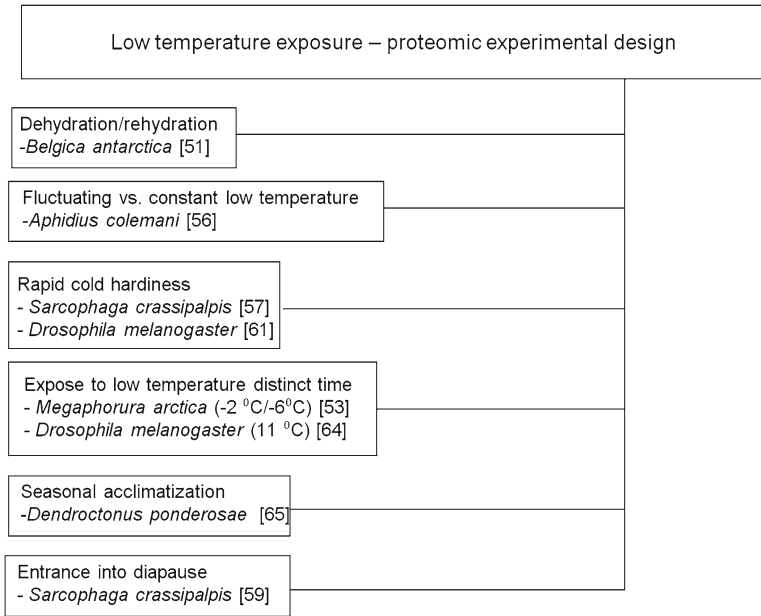 Low temperature exposure – proteomic experimental design
Dehydration/rehydration
-Belgica antarctica [51]
Fluctuating vs. constant low temperature
-Aphidius colemani [56]
Rapid cold hardiness
- Sarcophaga crassipalpis [57]
- Drosophila melanogaster [61]
Expose to low temperature distinct time
- Megaphorura arctica (-2 ⁰C/-6⁰C) [53]
- Drosophila melanogaster (11 ⁰C) [64]
Seasonal acclimatization
-Dendroctonus ponderosae [65]
Entrance into diapause
- Sarcophaga crassipalpis [59]